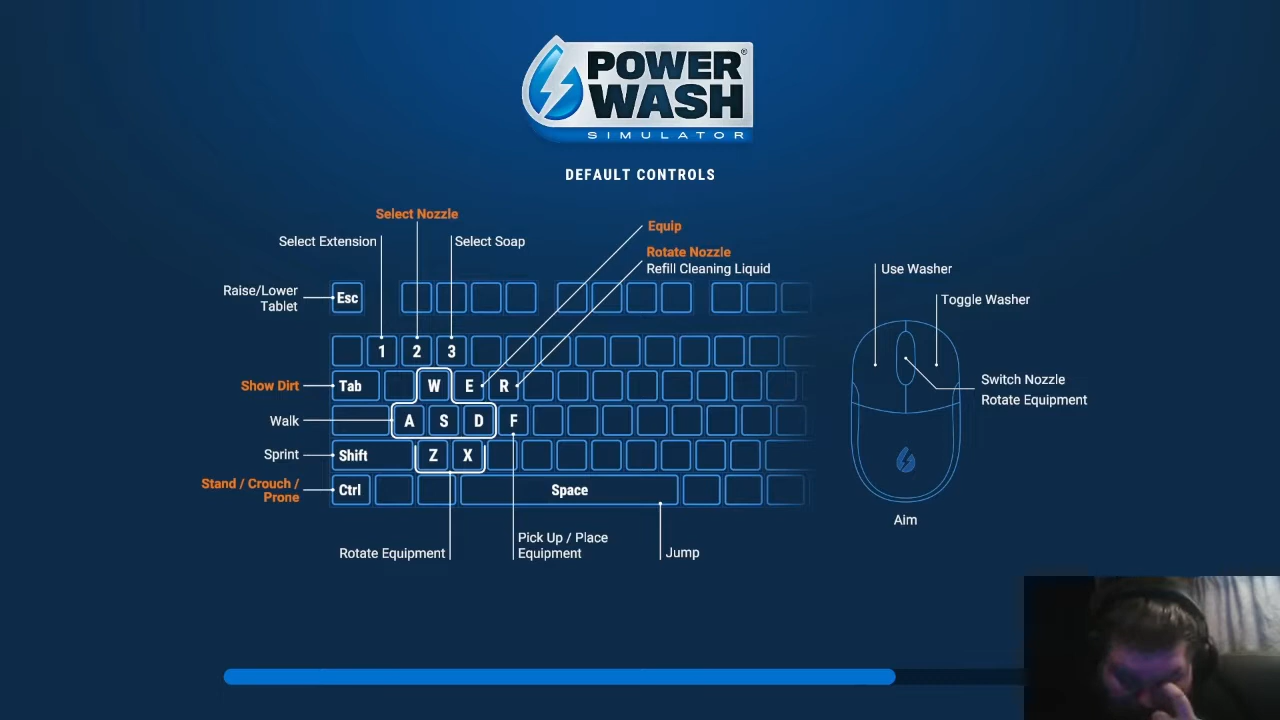 POWER®
WASH
SIMULATOR
DEFAULT CONTROLS
Select Nozzle
Select Extension
Select Soap
Equip
Rotate Nozzle
Refill Cleaning Liquid
Use Washer
Toggle Washer
Raise/Lower
Tablet
Esc
1 2 3
Show Dirt
Tab W E R
Switch Nozzle
Rotate Equipment
Walk
A S D F
Sprint
Shift Z X
Stand / Crouch /
Prone
Ctrl Space
Aim
Rotate Equipment
Pick Up / Place
Equipment
Jump